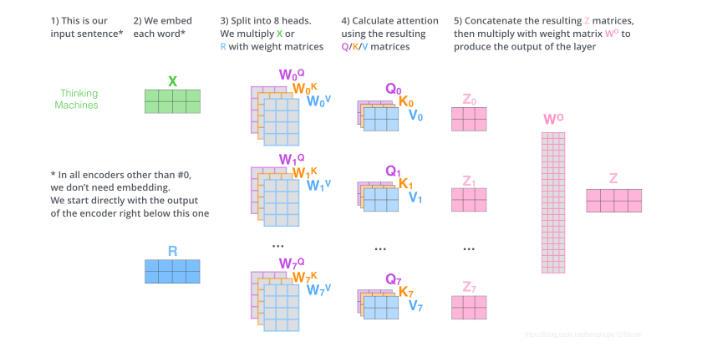 1) This is our
input sentence*
2) We embed
each word*
3) Split into 8 heads.
We multiply X or
R with weight matrices
4) Calculate attention
using the resulting
Q/K/V matrices
5) Concatenate the resulting Z matrices,
then multiply with weight matrix Wᴼ to
produce the output of the layer
Thinking
Machines
X
W₀Q
W₀K
W₀V
Q₀
K₀
V₀
Z₀
Wᴼ
* In all encoders other than #0,
we don't need embedding.
We start directly with the output
of the encoder right below this one
W₁Q
W₁K
W₁V
Q₁
K₁
V₁
Z₁
Z
...
...
...
R
W₇Q
W₇K
W₇V
Q₇
K₇
V₇
Z₇